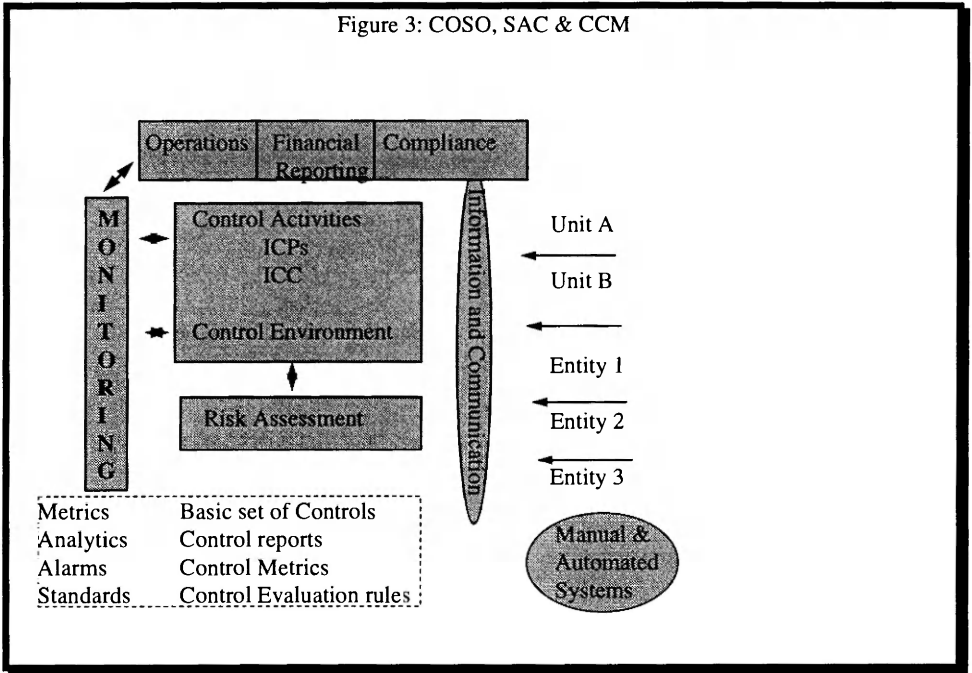 Figure 3: COSO, SAC & CCM
Operations
Financial
Reporting
Compliance
MONITORING
Control Activities
ICPs
ICC
Control Environment
Risk Assessment
Information and Communication
Unit A
Unit B
Entity 1
Entity 2
Entity 3
Metrics Basic set of Controls
Analytics Control reports
Alarms Control Metrics
Standards Control Evaluation rules
Manual &
Automated
Systems